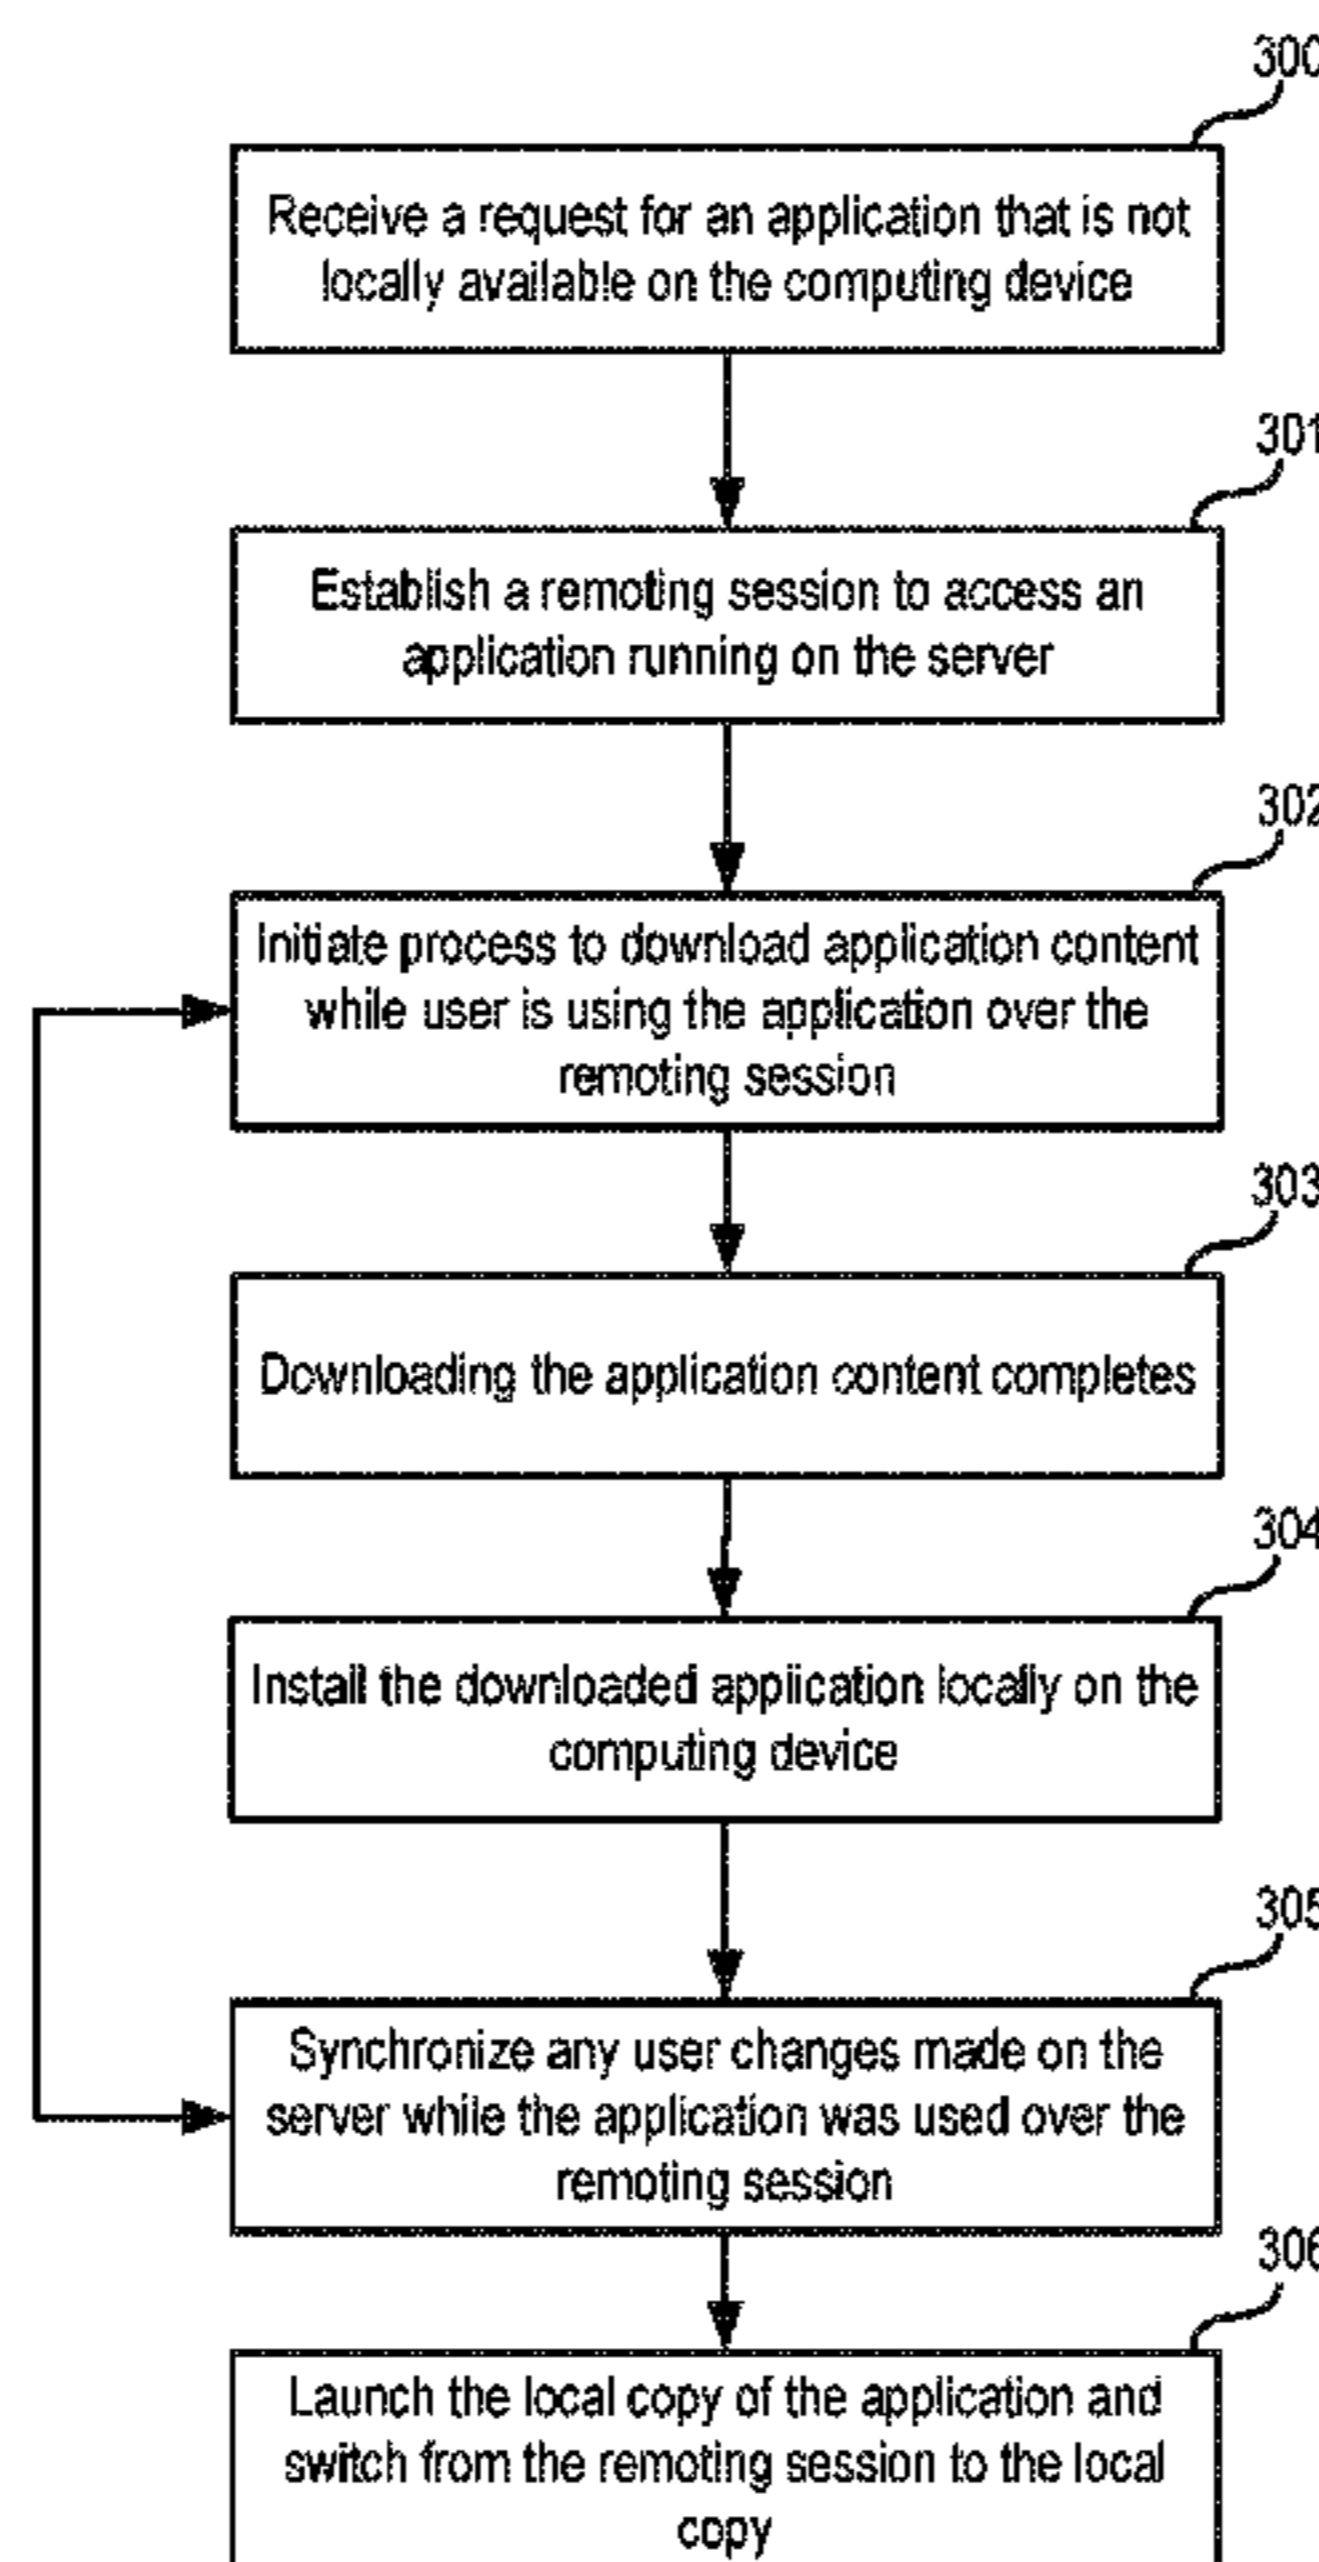 300
Receive a request for an application that is not
locally available on the computing device
301
Establish a remoting session to access an
application running on the server
302
Initiate process to download application content
while user is using the application over the
remoting session
303
Downloading the application content completes
304
Install the downloaded application locally on the
computing device
305
Synchronize any user changes made on the
server while the application was used over the
remoting session
306
Launch the local copy of the application and
switch from the remoting session to the local
copy